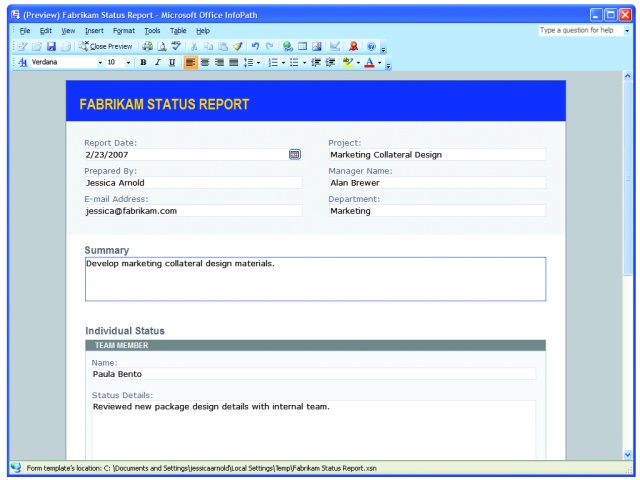 (Preview) Fabrikam Status Report - Microsoft Office InfoPath
File Edit View Insert Format Tools Table Help Type a question for help
Close Preview
Verdana 10 B I U
FABRIKAM STATUS REPORT
Report Date: Project:
2/23/2007 Marketing Collateral Design
Prepared By: Manager Name:
Jessica Arnold Alan Brewer
E-mail Address: Department:
jessica@fabrikam.com Marketing
Summary
Develop marketing collateral design materials.
Individual Status
TEAM MEMBER
Name:
Paula Bento
Status Details:
Reviewed new package design details with internal team.
Form template's location: C: \Documents and Settings\jessicaarnold\Local Settings\Temp\Fabrikam Status Report.xsn